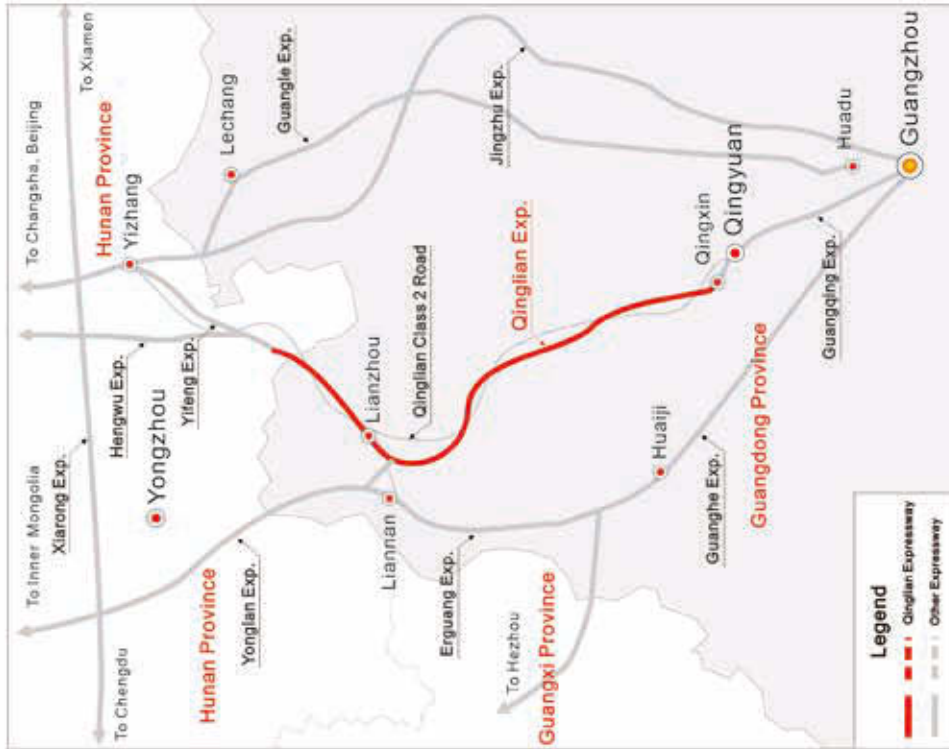 To Inner Mongolia
To Changsha, Beijing
To Chengdu
Xiarong Exp.
To Xiamen
Hunan Province
Yizhang
Hengwu Exp.
Yongzhou
Yifeng Exp.
Lechang
Guangle Exp.
Hunan Province
Yonglan Exp.
Lianzhou
Qinglian Class 2 Road
Liannan
Jingzhu Exp.
Erguang Exp.
Qinglian Exp.
To Hezhou
Guangxi Province
Huaiji
Qingxin
Qingyuan
Guanghe Exp.
Guangdong Province
Guangqing Exp.
Huadu
Guangzhou
Legend
Qinglian Expressway
Other Expressway